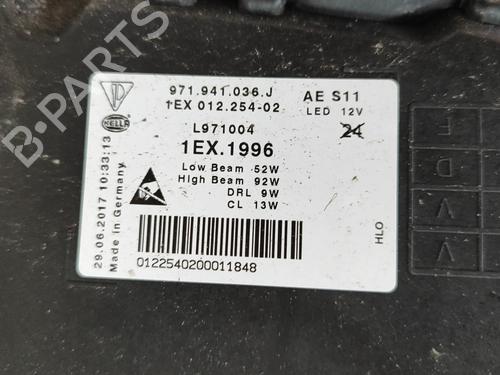 971.941.036.J
AE S11
1EX 012.254-02
LED 12V
HELLA
L971004
24
1EX.1996
Low Beam 52W
High Beam 92W
DRL 9W
CL 13W
29.06.2017 10:33:13
Made in Germany
HLO
0122540200011848
B-PARTS
E
D
V
V